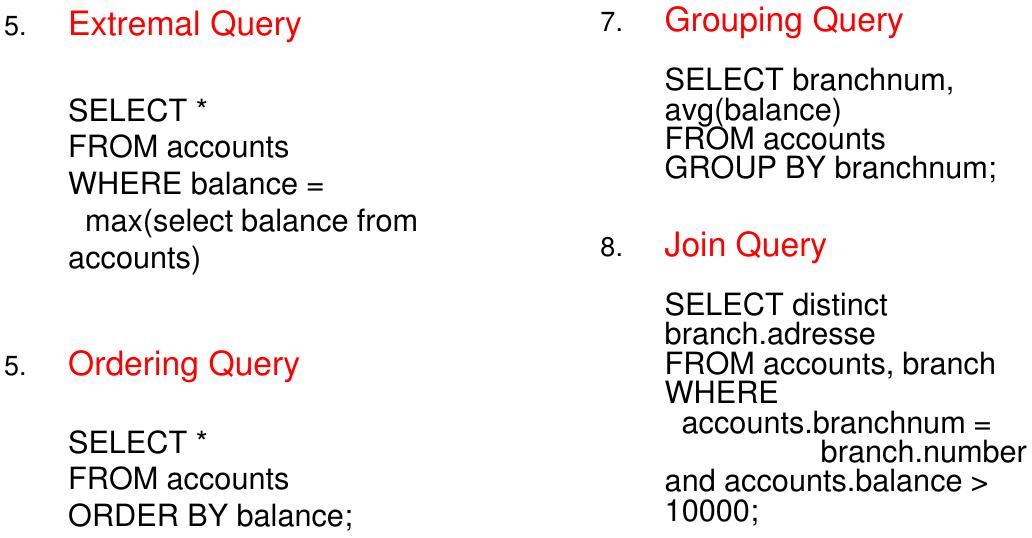 5. Extremal Query
SELECT *
FROM accounts
WHERE balance =
max(select balance from
accounts)
5. Ordering Query
SELECT *
FROM accounts
ORDER BY balance;
7. Grouping Query
SELECT branchnum,
avg(balance)
FROM accounts
GROUP BY branchnum;
8. Join Query
SELECT distinct
branch.adresse
FROM accounts, branch
WHERE
accounts.branchnum =
branch.number
and accounts.balance >
10000;